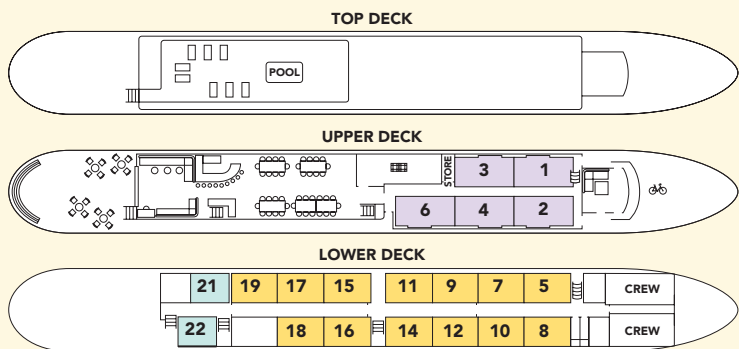 TOP DECK
POOL
UPPER DECK
STORE
3 1
6 4 2
LOWER DECK
21 19 17 15 11 9 7 5 CREW
22 18 16 14 12 10 8 CREW